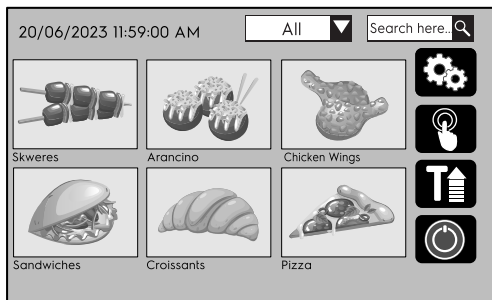 20/06/2023 11:59:00 AM
All
Search here..
Skweres
Arancino
Chicken Wings
Sandwiches
Croissants
Pizza
T